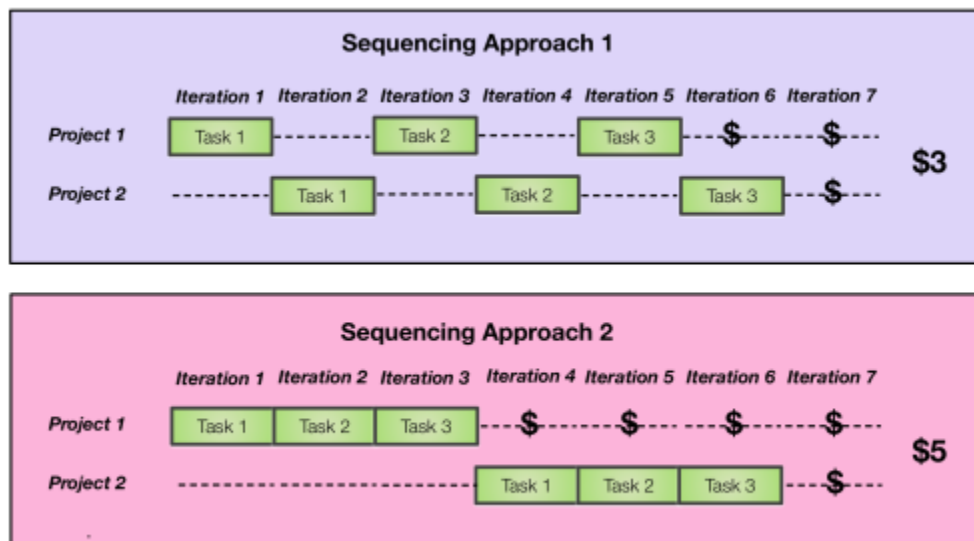 Sequencing Approach 1
Iteration 1 Iteration 2 Iteration 3 Iteration 4 Iteration 5 Iteration 6 Iteration 7
Project 1 Task 1 Task 2 Task 3 $ $
$3
Project 2 Task 1 Task 2 Task 3 $
Sequencing Approach 2
Iteration 1 Iteration 2 Iteration 3 Iteration 4 Iteration 5 Iteration 6 Iteration 7
Project 1 Task 1 Task 2 Task 3 $ $ $ $
$5
Project 2 Task 1 Task 2 Task 3 $